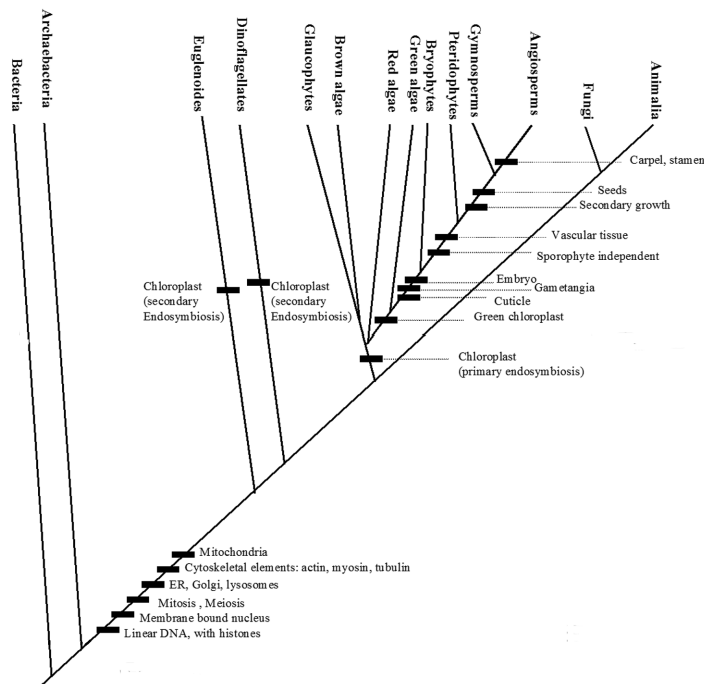 Bacteria
Archaebacteria
Euglenoides
Dinoflagellates
Glaucophytes
Brown algae
Red algae
Green algae
Bryophytes
Pteridophytes
Gymnosperms
Angiosperms
Fungi
Animalia
Carpel, stamen
Seeds
Secondary growth
Vascular tissue
Sporophyte independent
Embryo
Gametangia
Cuticle
Green chloroplast
Chloroplast
(secondary
Endosymbiosis)
Chloroplast
(secondary
Endosymbiosis)
Chloroplast
(primary endosymbiosis)
Mitochondria
Cytoskeletal elements: actin, myosin, tubulin
ER, Golgi, lysosomes
Mitosis , Meiosis
Membrane bound nucleus
Linear DNA, with histones